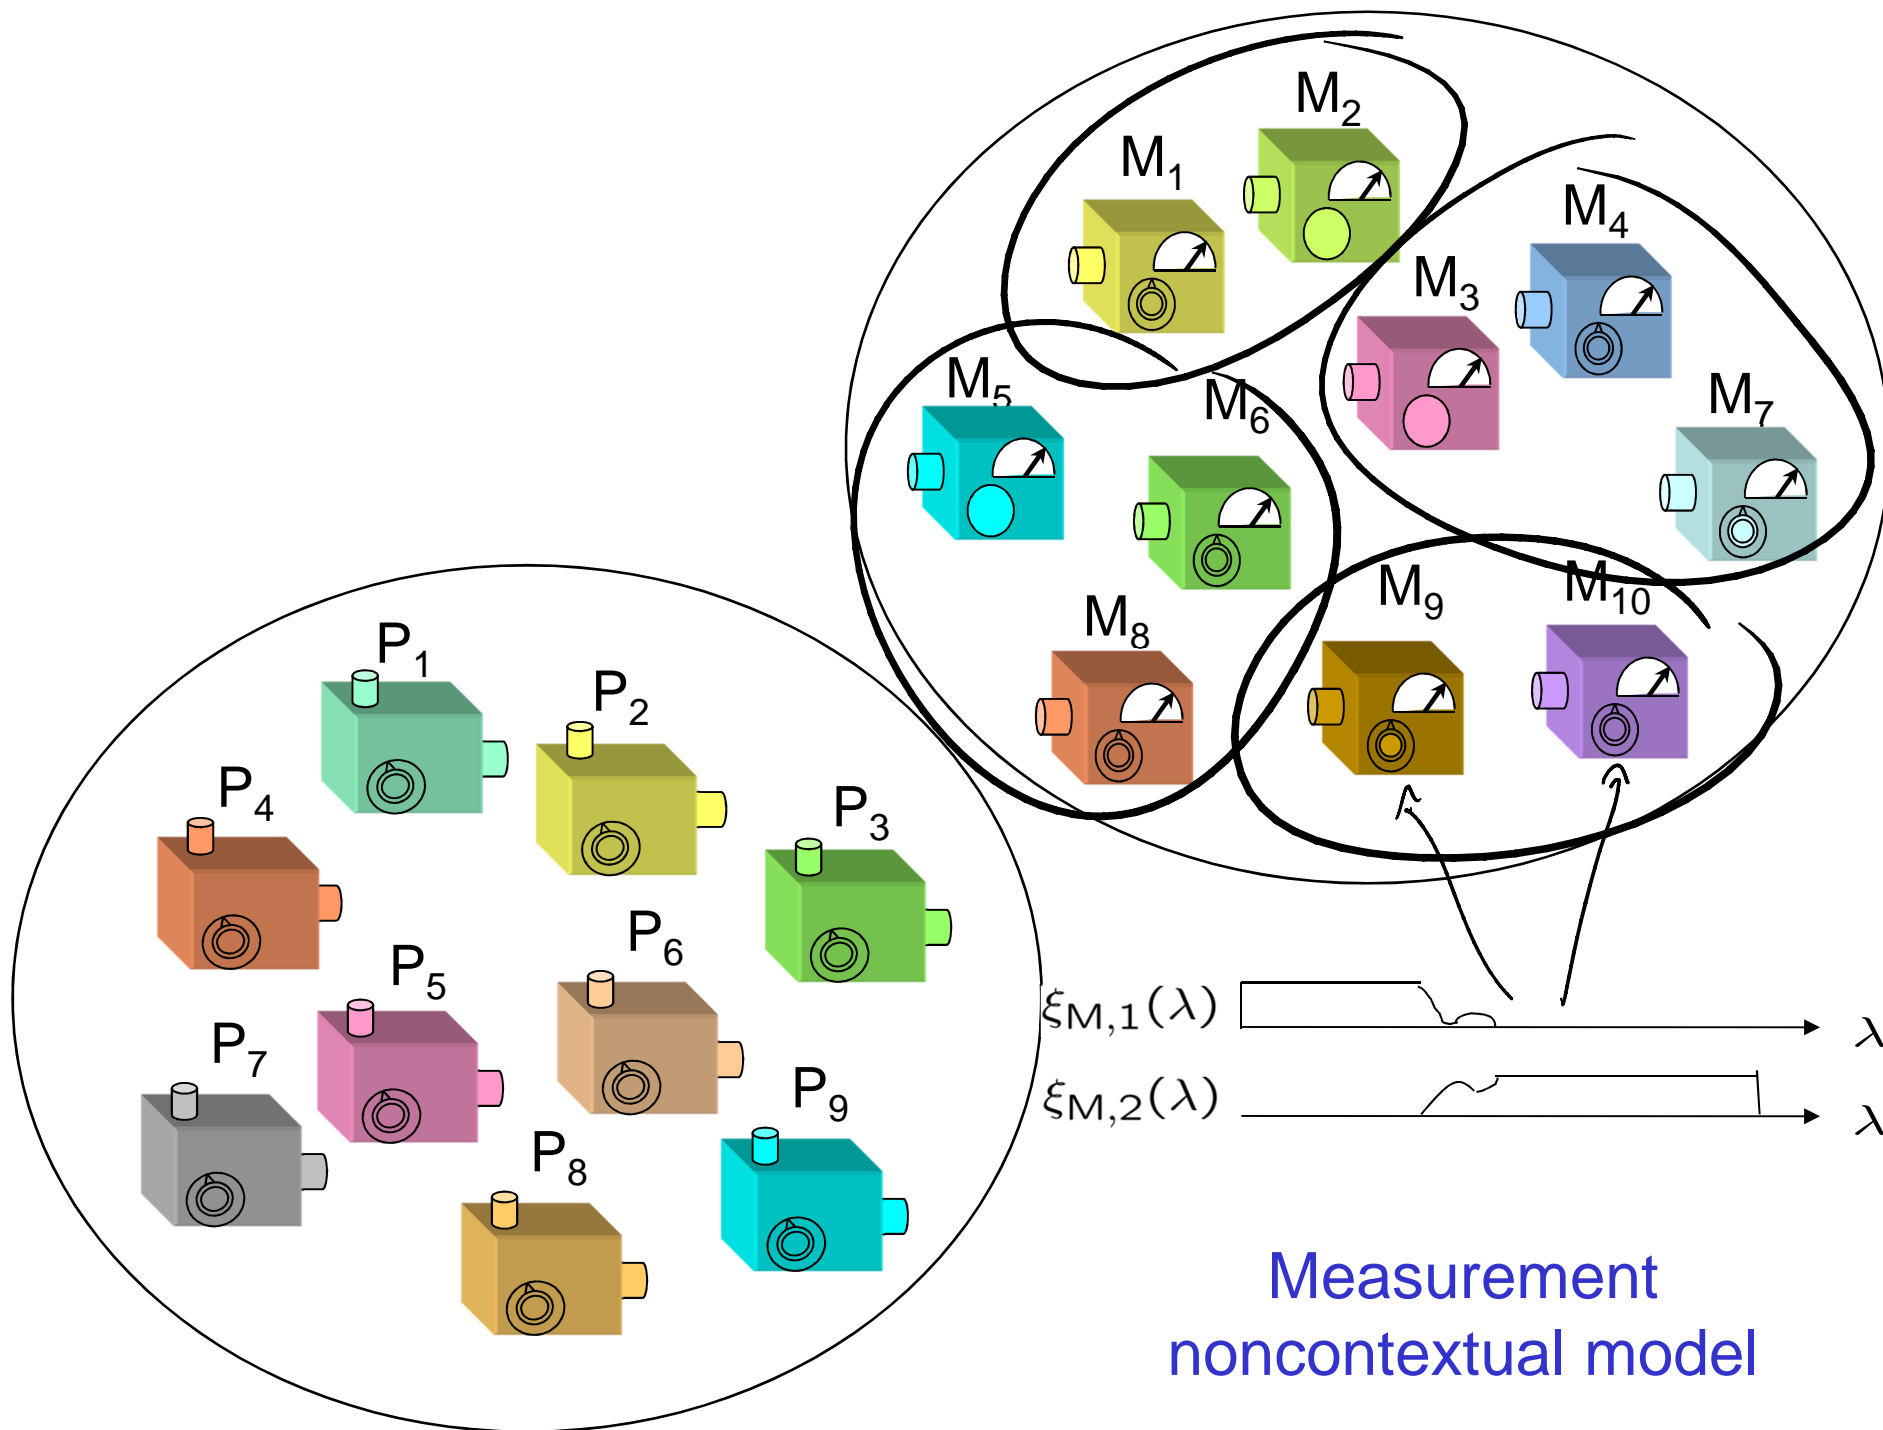 M₂
M₁
M₄
M₃
M₅
M₆
M₇
M₉
M₁₀
M₈
P₁
P₂
P₄
P₃
P₆
P₅
P₇
P₉
P₈
ξM,1(λ) λ
ξM,2(λ) λ
Measurement
noncontextual model